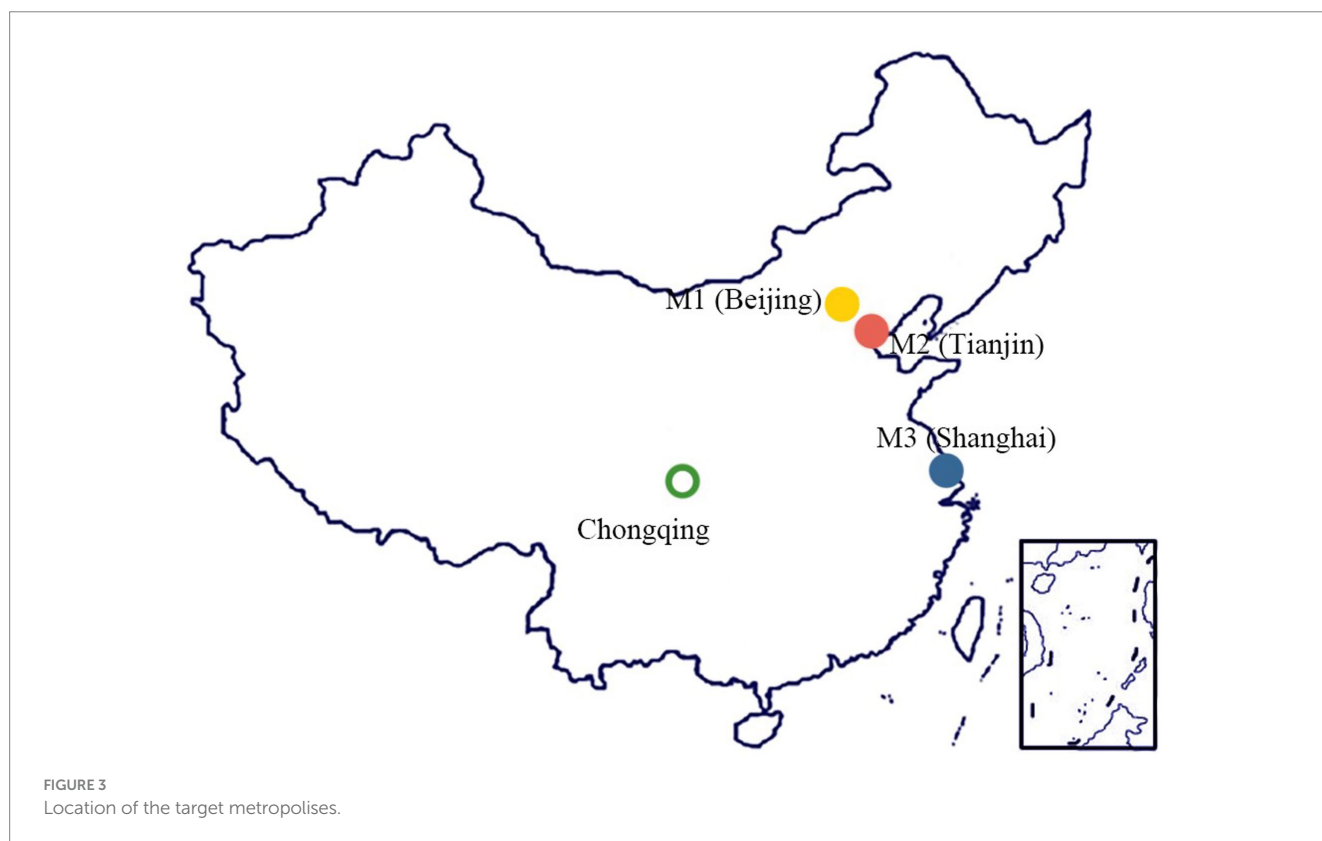 M1 (Beijing)
M2 (Tianjin)
M3 (Shanghai)
Chongqing
FIGURE 3
Location of the target metropolises.